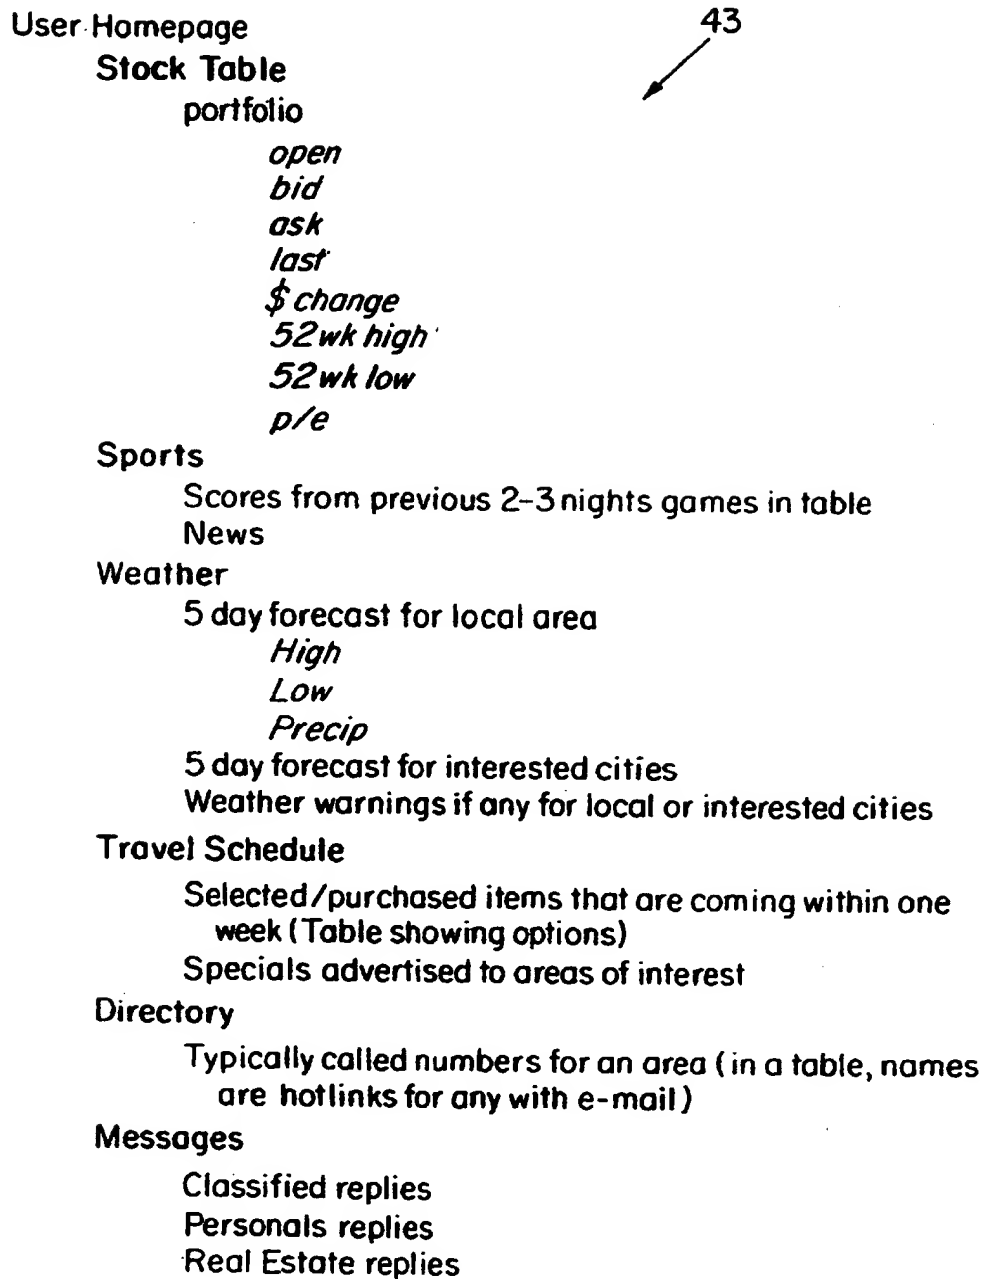 User Homepage
43
Stock Table
portfolio
open
bid
ask
last
$ change
52wk high
52wk low
p/e
Sports
Scores from previous 2-3 nights games in table
News
Weather
5 day forecast for local area
High
Low
Precip
5 day forecast for interested cities
Weather warnings if any for local or interested cities
Travel Schedule
Selected/purchased items that are coming within one
week (Table showing options)
Specials advertised to areas of interest
Directory
Typically called numbers for an area (in a table, names
are hotlinks for any with e-mail)
Messages
Classified replies
Personals replies
Real Estate replies